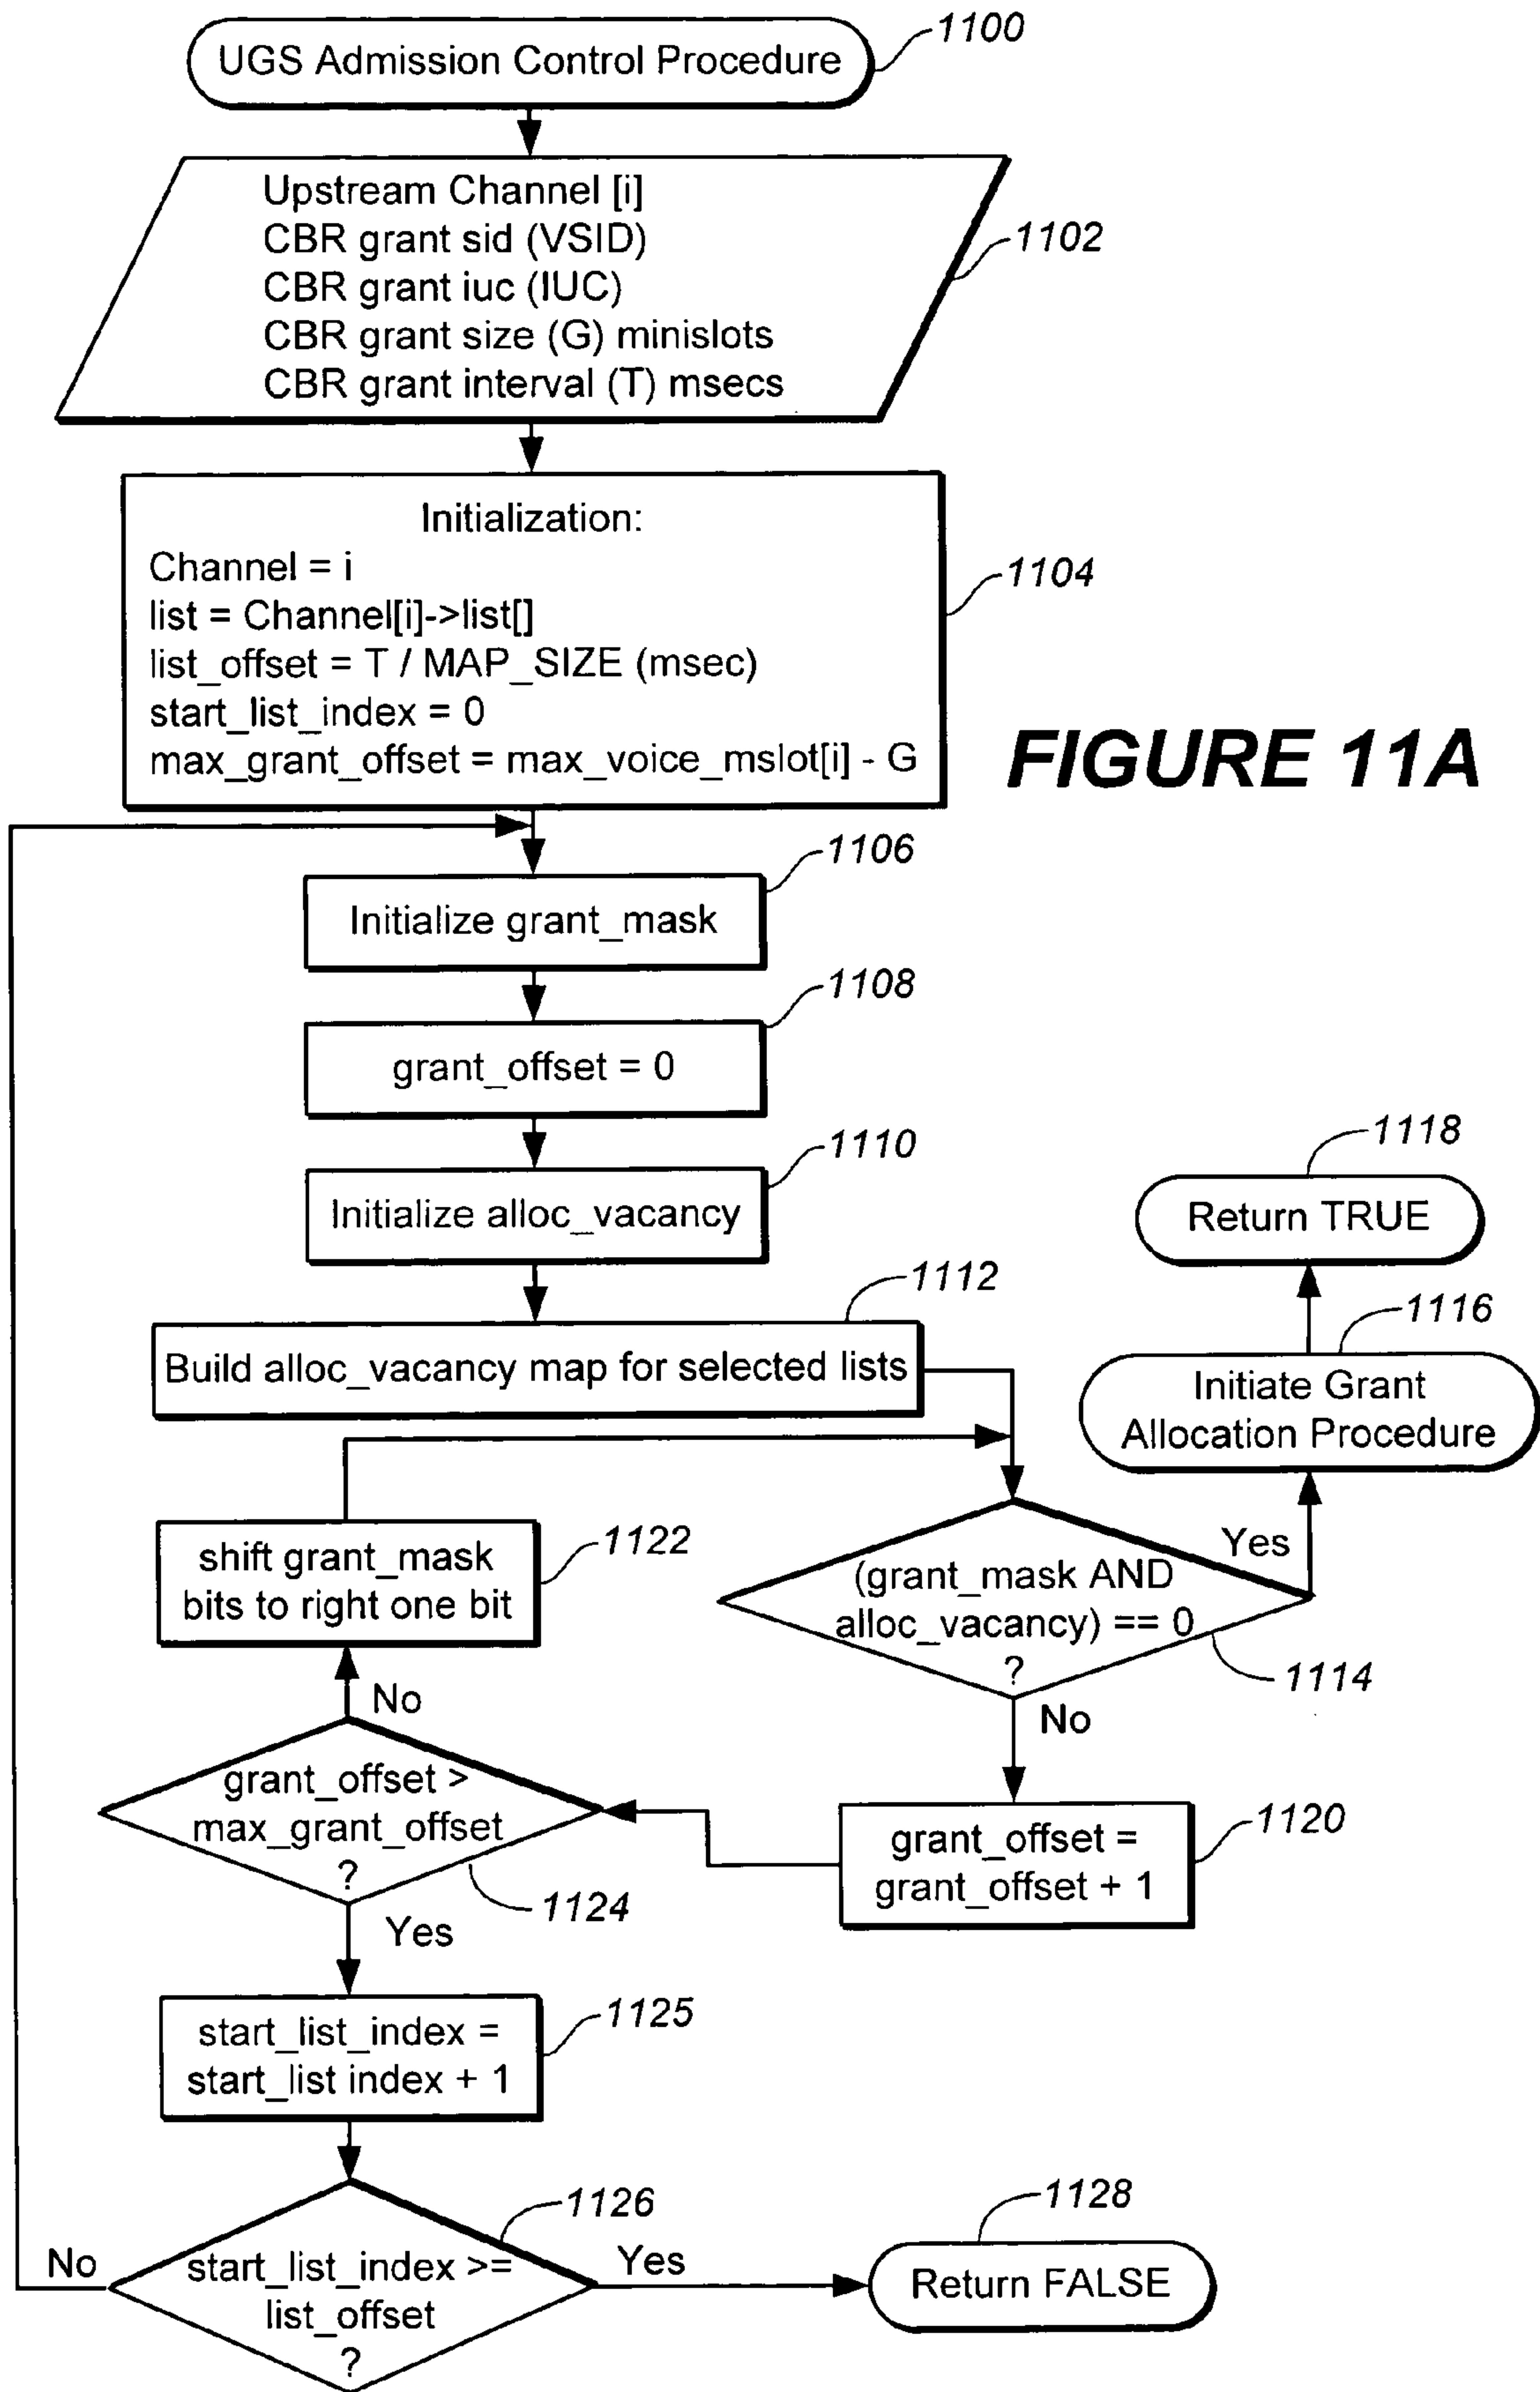 UGS Admission Control Procedure
1100
Upstream Channel [i]
CBR grant sid (VSID)
CBR grant iuc (IUC)
CBR grant size (G) minislots
CBR grant interval (T) msecs
1102
Initialization:
Channel = i
list = Channel[i]->list[]
list_offset = T / MAP_SIZE (msec)
start_list_index = 0
max_grant_offset = max_voice_mslot[i] - G
1104
FIGURE 11A
1106
Initialize grant_mask
1108
grant_offset = 0
1110
Initialize alloc_vacancy
1112
Build alloc_vacancy map for selected lists
1118
Return TRUE
1116
Initiate Grant
Allocation Procedure
Yes
(grant_mask AND
alloc_vacancy) == 0
?
1114
No
shift grant_mask
bits to right one bit
1122
No
grant_offset >
max_grant_offset
?
1124
Yes
grant_offset =
grant_offset + 1
1120
start_list_index =
start_list index + 1
1125
1126
start_list_index >=
list_offset
?
No
Yes
1128
Return FALSE